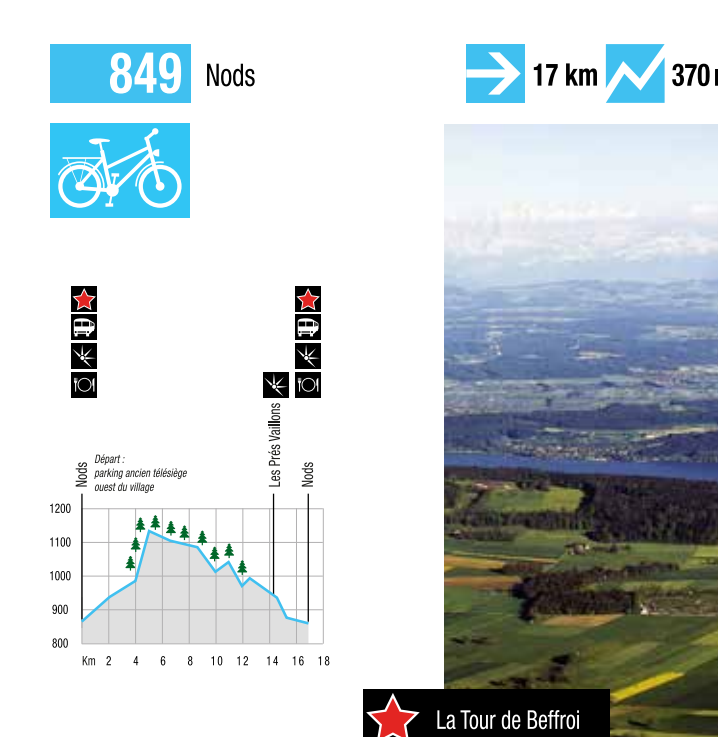 849 Nods
17 km 370 m
Les Prés Vaillons
Nods
Nods
Départ :
parking ancien télésiège
ouest du village
1200
1100
1000
900
800
Km 2 4 6 8 10 12 14 16 18
La Tour de Beffroi